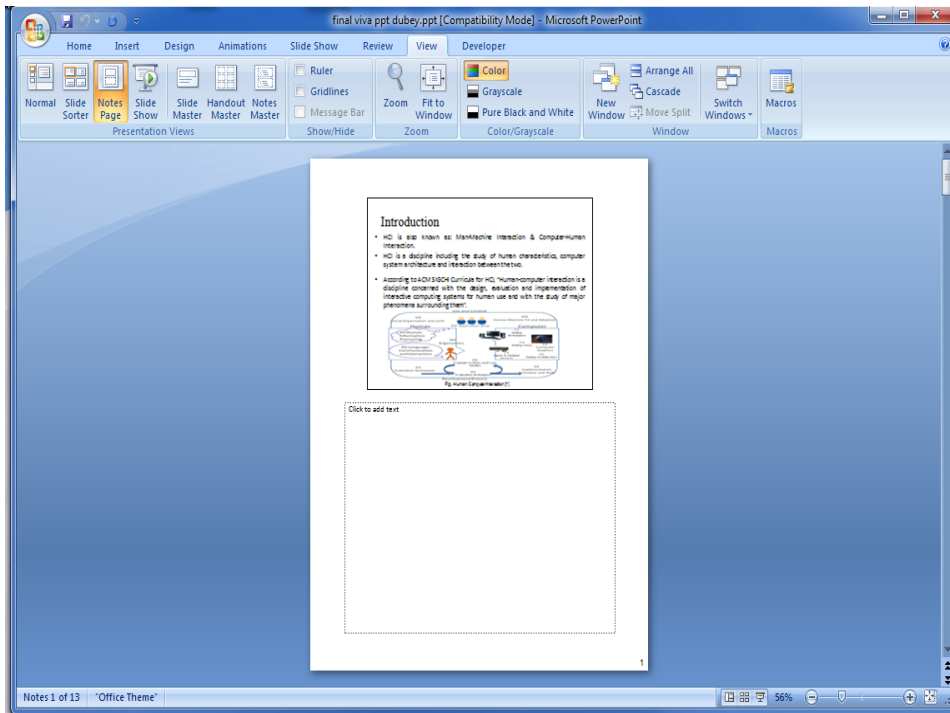 final viva ppt dubey.ppt [Compatibility Mode] - Microsoft PowerPoint
Home Insert Design Animations Slide Show Review View Developer
Normal Slide Sorter Notes Page Slide Show Slide Master Handout Master Notes Master
Presentation Views
Ruler
Gridlines
Message Bar
Show/Hide
Zoom Fit to Window
Zoom
Color
Grayscale
Pure Black and White
Color/Grayscale
New Window
Arrange All
Cascade
Move Split
Switch Windows
Window
Macros
Macros
Introduction
• HCI is also known as: Man-Machine Interaction & Computer-Human
Interaction.
• HCI is a discipline including the study of human characteristics, computer
system architecture and interaction between the two.
• According to ACM SIGCHI Curricula for HCI, "Human-computer interaction is a
discipline concerned with the design, evaluation and implementation of
interactive computing systems for human use and with the study of major
phenomena surrounding them".
Human Computer
Fig. Human Computer Interaction [1]
Click to add text
1
Notes 1 of 13 "Office Theme" 56%